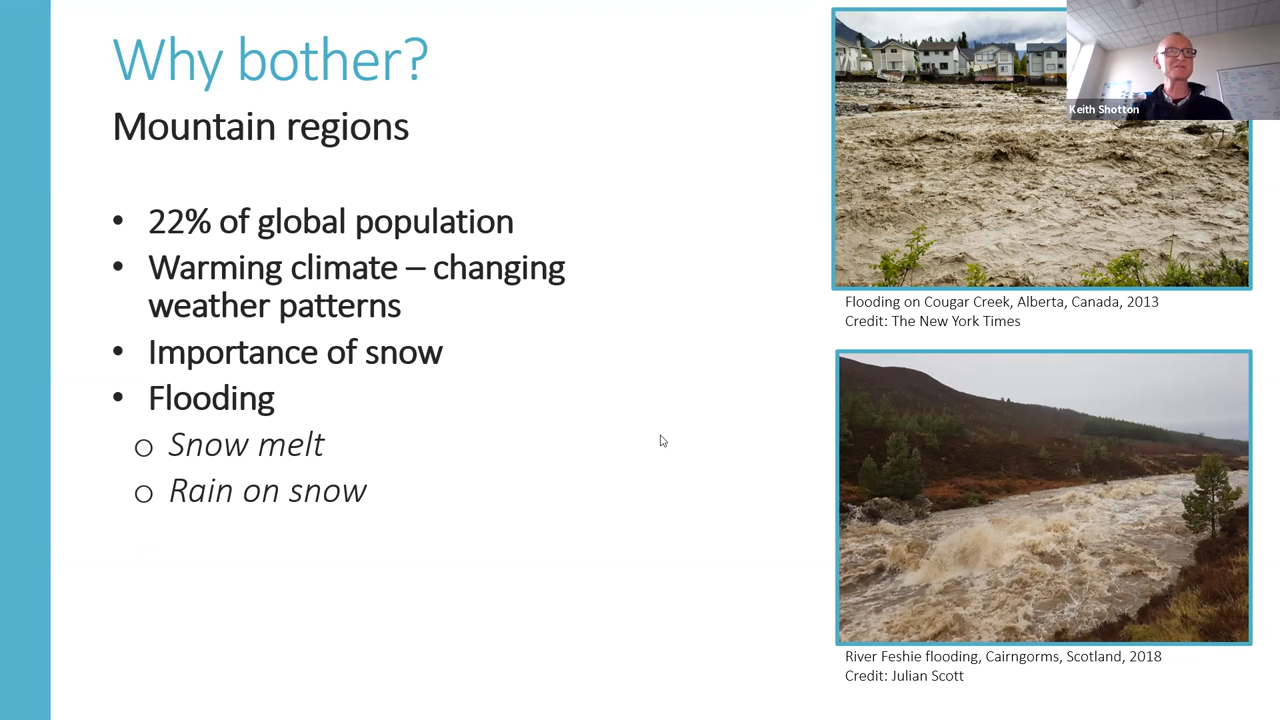 Why bother?
Mountain regions
• 22% of global population
• Warming climate – changing
weather patterns
• Importance of snow
• Flooding
o Snow melt
o Rain on snow
Keith Shotton
Flooding on Cougar Creek, Alberta, Canada, 2013
Credit: The New York Times
River Feshie flooding, Cairngorms, Scotland, 2018
Credit: Julian Scott